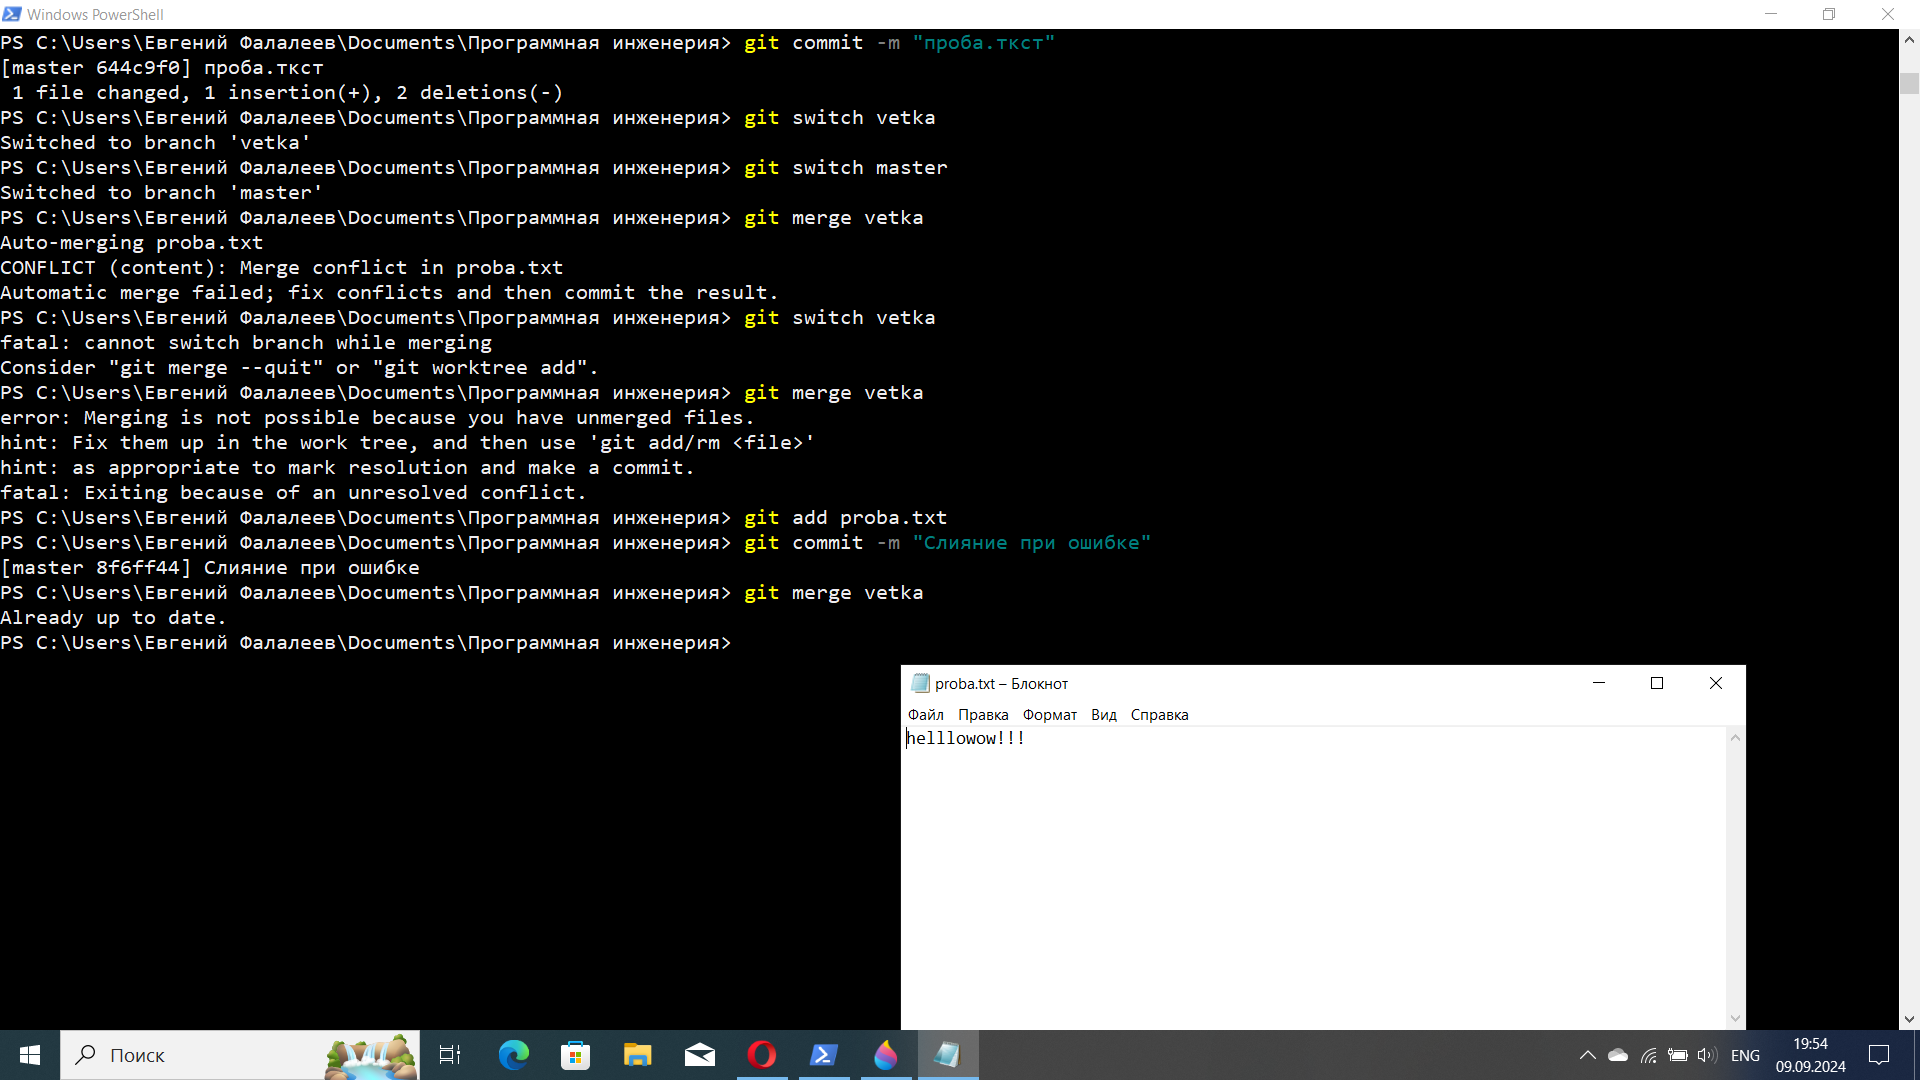 Windows PowerShell
PS C:\Users\Евгений Фалалеев\Documents\Программная инженерия> git commit -m "проба.ткст"
[master 644c9f0] проба.ткст
 1 file changed, 1 insertion(+), 2 deletions(-)
PS C:\Users\Евгений Фалалеев\Documents\Программная инженерия> git switch vetka
Switched to branch 'vetka'
PS C:\Users\Евгений Фалалеев\Documents\Программная инженерия> git switch master
Switched to branch 'master'
PS C:\Users\Евгений Фалалеев\Documents\Программная инженерия> git merge vetka
Auto-merging proba.txt
CONFLICT (content): Merge conflict in proba.txt
Automatic merge failed; fix conflicts and then commit the result.
PS C:\Users\Евгений Фалалеев\Documents\Программная инженерия> git switch vetka
fatal: cannot switch branch while merging
Consider "git merge --quit" or "git worktree add".
PS C:\Users\Евгений Фалалеев\Documents\Программная инженерия> git merge vetka
error: Merging is not possible because you have unmerged files.
hint: Fix them up in the work tree, and then use 'git add/rm <file>'
hint: as appropriate to mark resolution and make a commit.
fatal: Exiting because of an unresolved conflict.
PS C:\Users\Евгений Фалалеев\Documents\Программная инженерия> git add proba.txt
PS C:\Users\Евгений Фалалеев\Documents\Программная инженерия> git commit -m "Слияние при ошибке"
[master 8f6ff44] Слияние при ошибке
PS C:\Users\Евгений Фалалеев\Documents\Программная инженерия> git merge vetka
Already up to date.
PS C:\Users\Евгений Фалалеев\Documents\Программная инженерия>
proba.txt – Блокнот
Файл Правка Формат Вид Справка
helllowow!!!
Поиск
ENG
19:54
09.09.2024